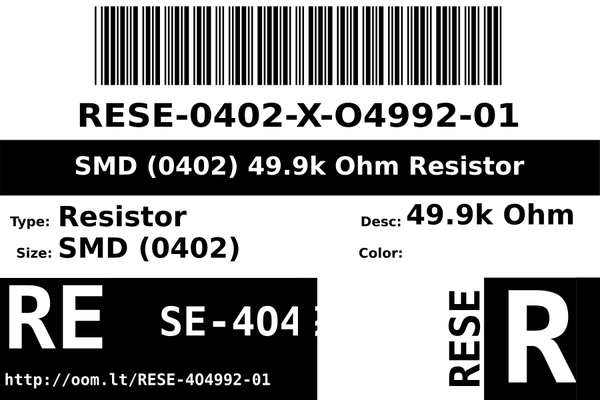 RESE-0402-X-O4992-01
SMD (0402) 49.9k Ohm Resistor
Type: Resistor
Desc: 49.9k Ohm
Size: SMD (0402)
Color:
RE
SE-404
http://oom.lt/RESE-4O4992-01
RESE
R